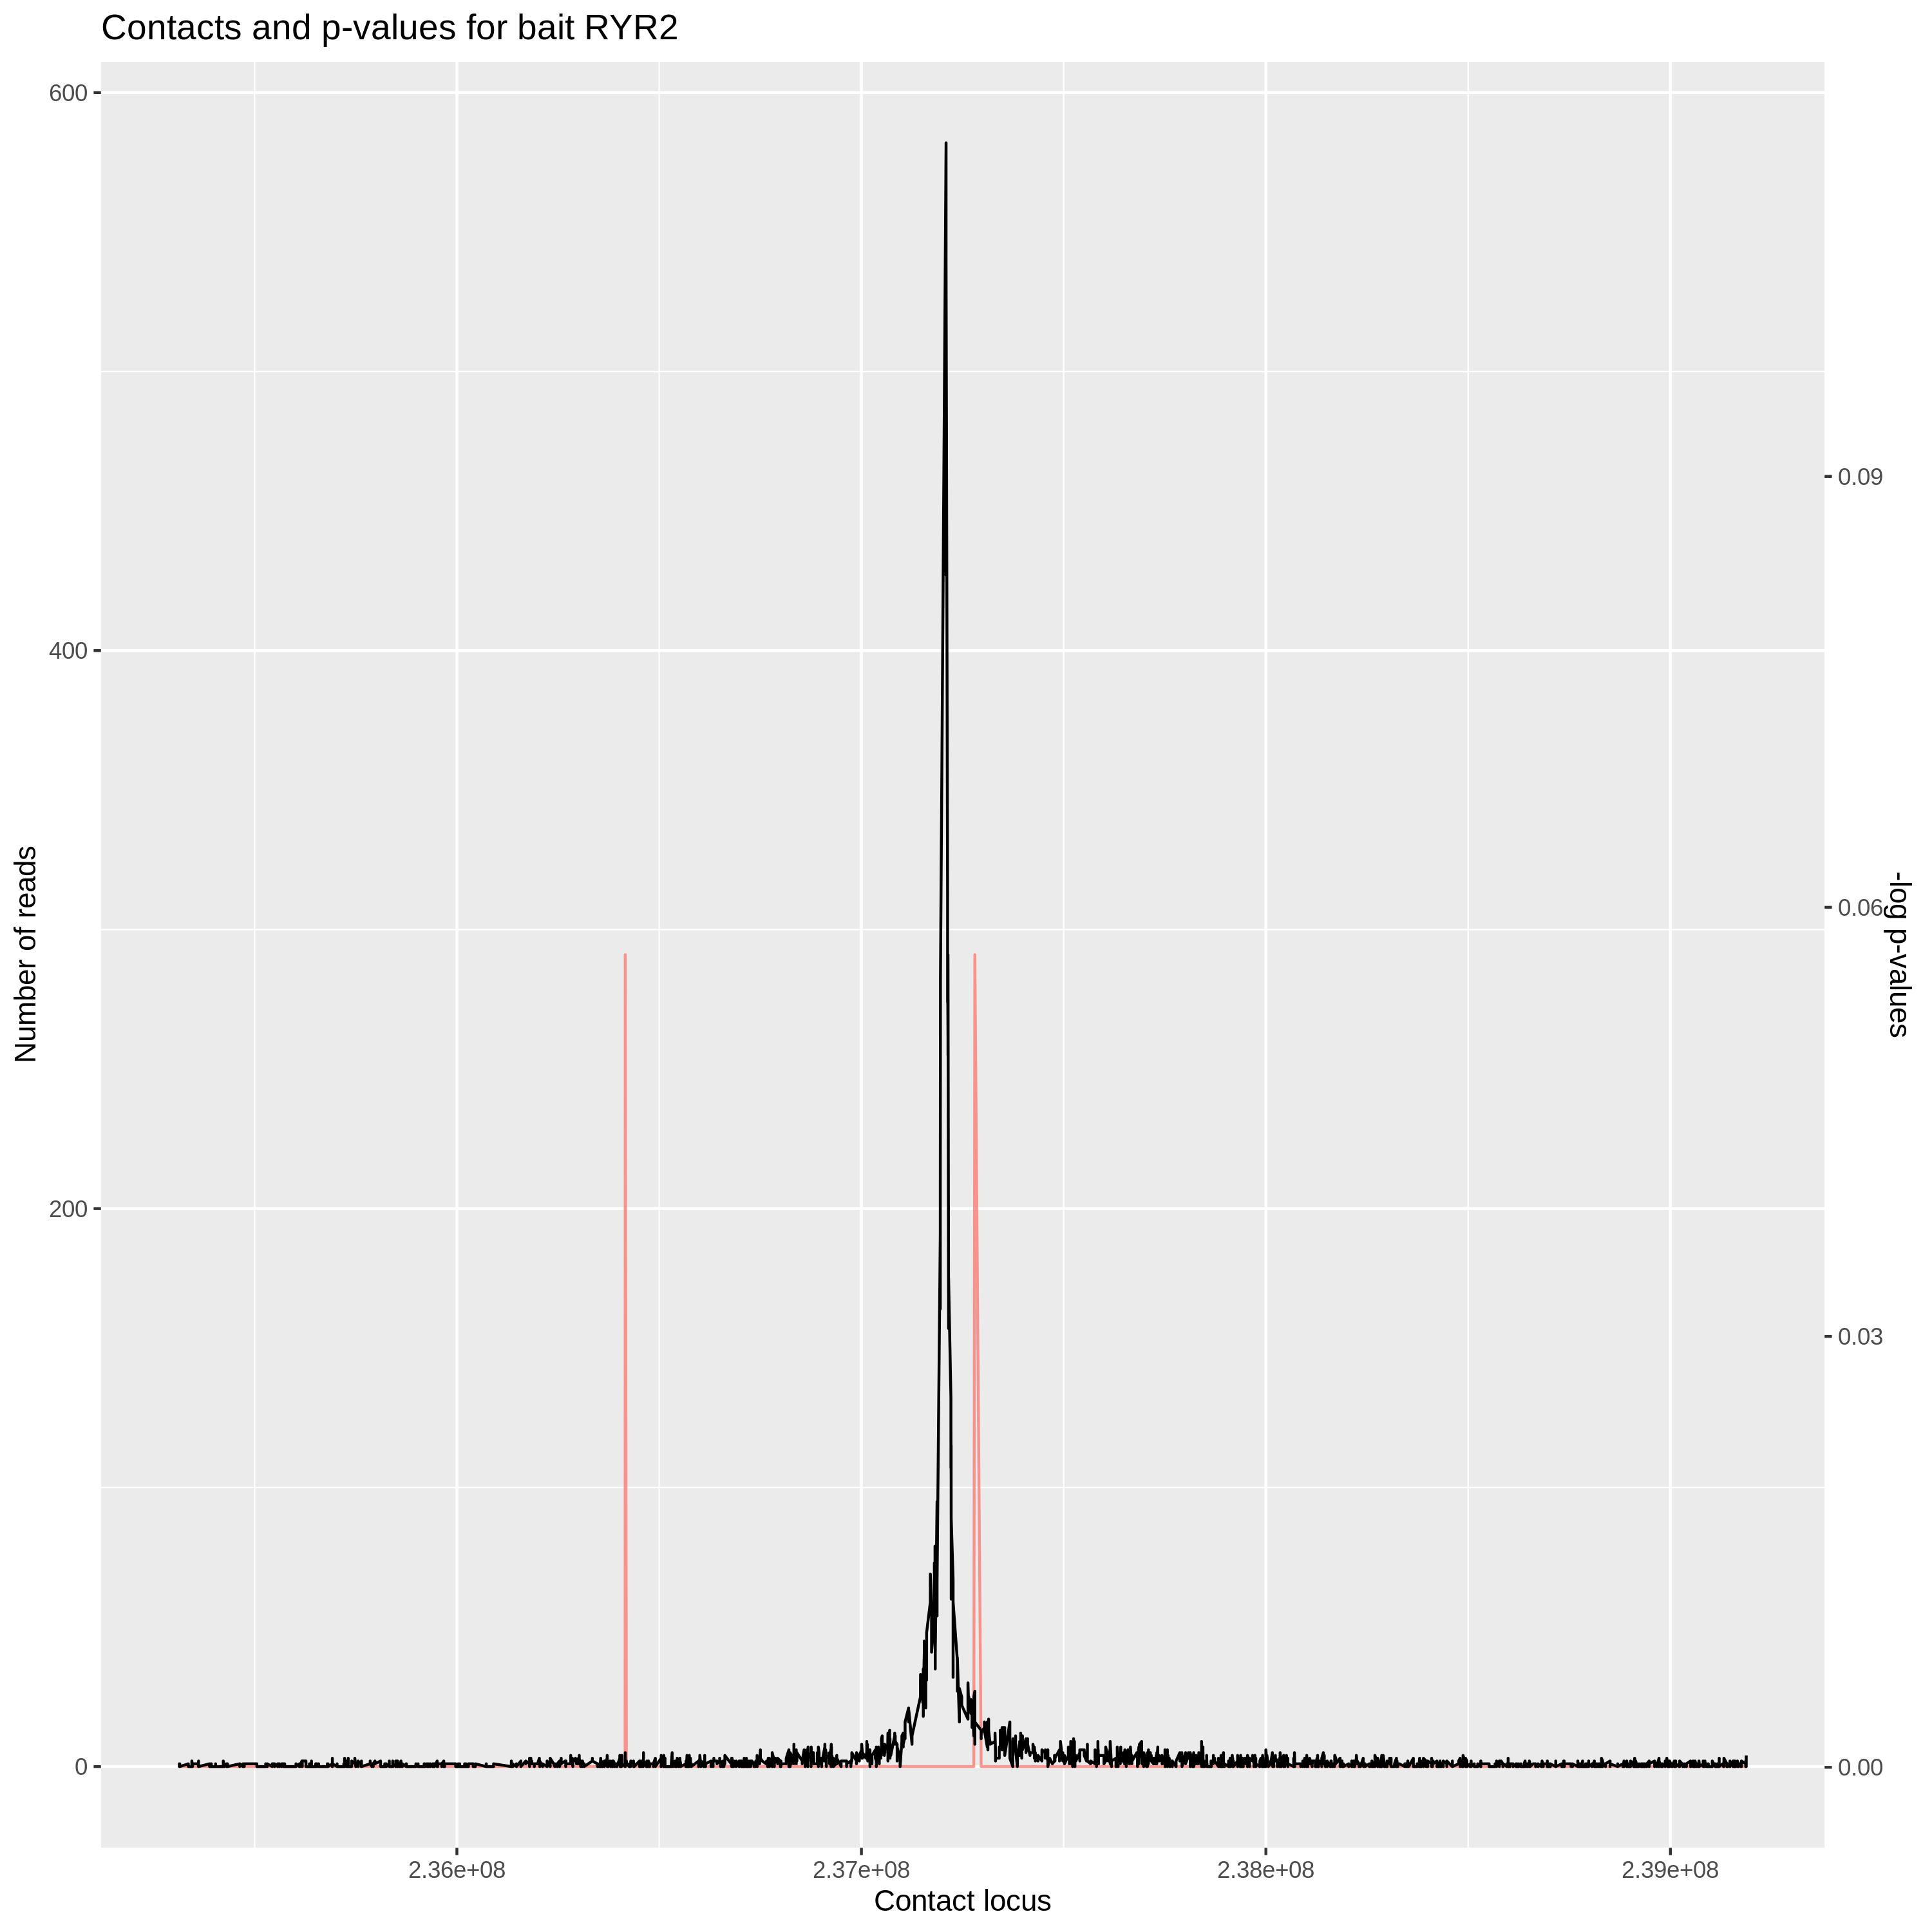 Contacts and p-values for bait RYR2
600
400
200
0
Number of reads
0.09
0.06
0.03
0.00
-log p-values
2.36e+08
2.37e+08
2.38e+08
2.39e+08
Contact locus